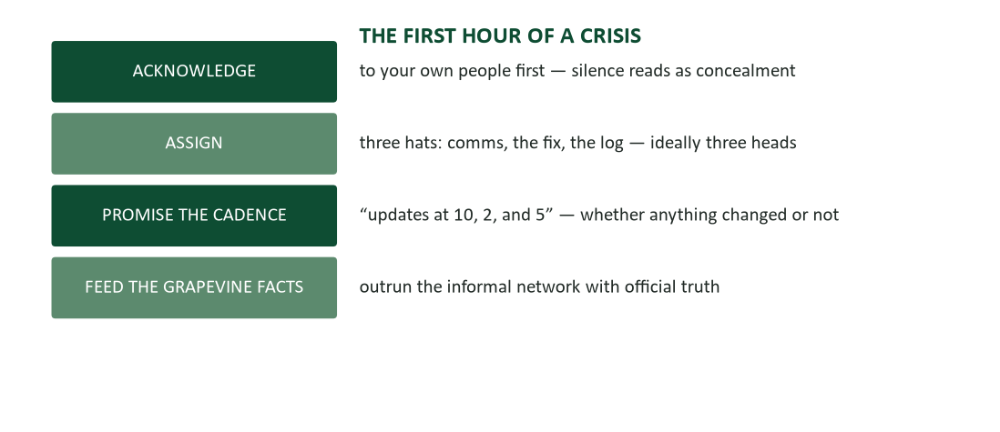 THE FIRST HOUR OF A CRISIS
ACKNOWLEDGE
to your own people first — silence reads as concealment
ASSIGN
three hats: comms, the fix, the log — ideally three heads
PROMISE THE CADENCE
“updates at 10, 2, and 5” — whether anything changed or not
FEED THE GRAPEVINE FACTS
outrun the informal network with official truth